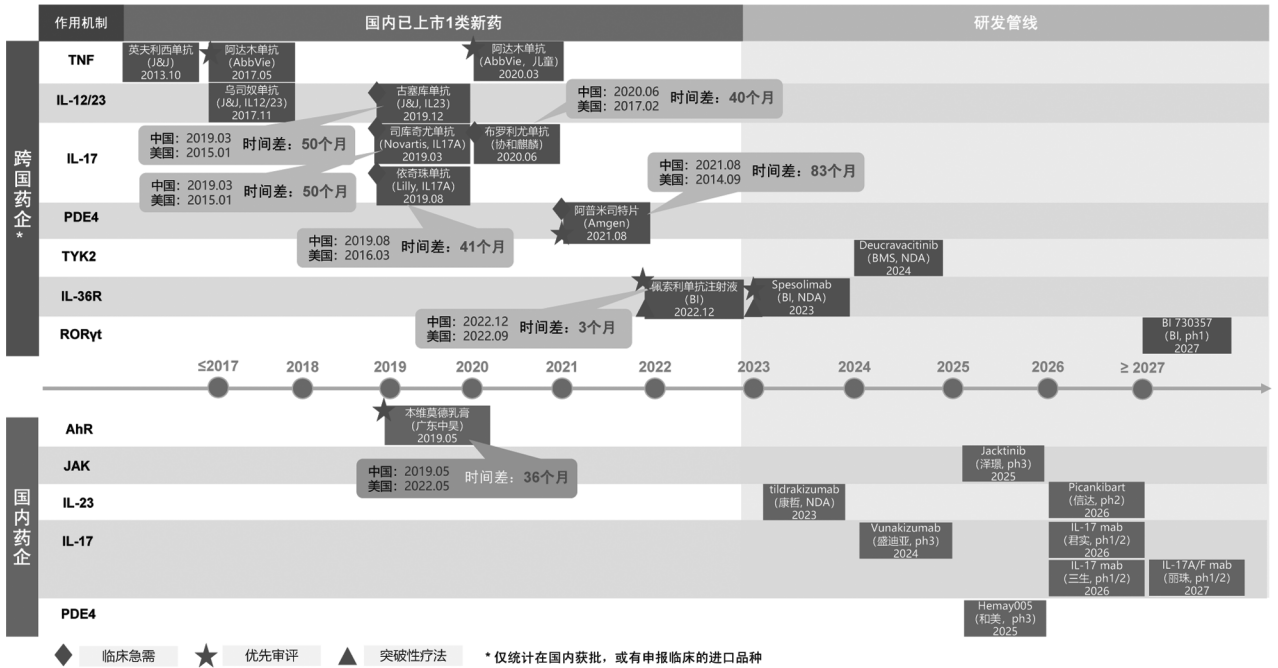 作用机制
国内已上市1类新药
研发管线
跨国药企*
TNF
英夫利西单抗
(J&J)
2013.10
阿达木单抗
(AbbVie)
2017.05
阿达木单抗
(AbbVie，儿童)
2020.03
IL-12/23
乌司奴单抗
(J&J, IL12/23)
2017.11
古塞库单抗
(J&J, IL23)
2019.12
中国：2020.06
美国：2017.02
时间差：40个月
中国：2019.03
美国：2015.01
时间差：50个月
IL-17
司库奇尤单抗
(Novartis, IL17A)
2019.03
布罗利尤单抗
(协和麒麟)
2020.06
依奇珠单抗
(Lilly, IL17A)
2019.08
中国：2019.03
美国：2015.01
时间差：50个月
中国：2021.08
美国：2014.09
时间差：83个月
PDE4
阿普米司特片
(Amgen)
2021.08
中国：2019.08
美国：2016.03
时间差：41个月
TYK2
Deucravacitinib
(BMS, NDA)
2024
IL-36R
佩索利单抗注射液
(BI)
2022.12
Spesolimab
(BI, NDA)
2023
中国：2022.12
美国：2022.09
时间差：3个月
RORγt
BI 730357
(BI, ph1)
2027
≤2017
2018
2019
2020
2021
2022
2023
2024
2025
2026
≥ 2027
国内药企
AhR
本维莫德乳膏
(广东中昊)
2019.05
中国：2019.05
美国：2022.05
时间差：36个月
JAK
Jacktinib
(泽璟, ph3)
2025
IL-23
tildrakizumab
(康哲, NDA)
2023
Picankibart
(信达, ph2)
2026
IL-17
Vunakizumab
(盛迪亚, ph3)
2024
IL-17 mab
(君实, ph1/2)
2026
IL-17 mab
(三生, ph1/2)
2026
IL-17A/F mab
(丽珠, ph1/2)
2027
PDE4
Hemay005
(和美，ph3)
2025
临床急需
优先审评
突破性疗法
* 仅统计在国内获批，或有申报临床的进口品种